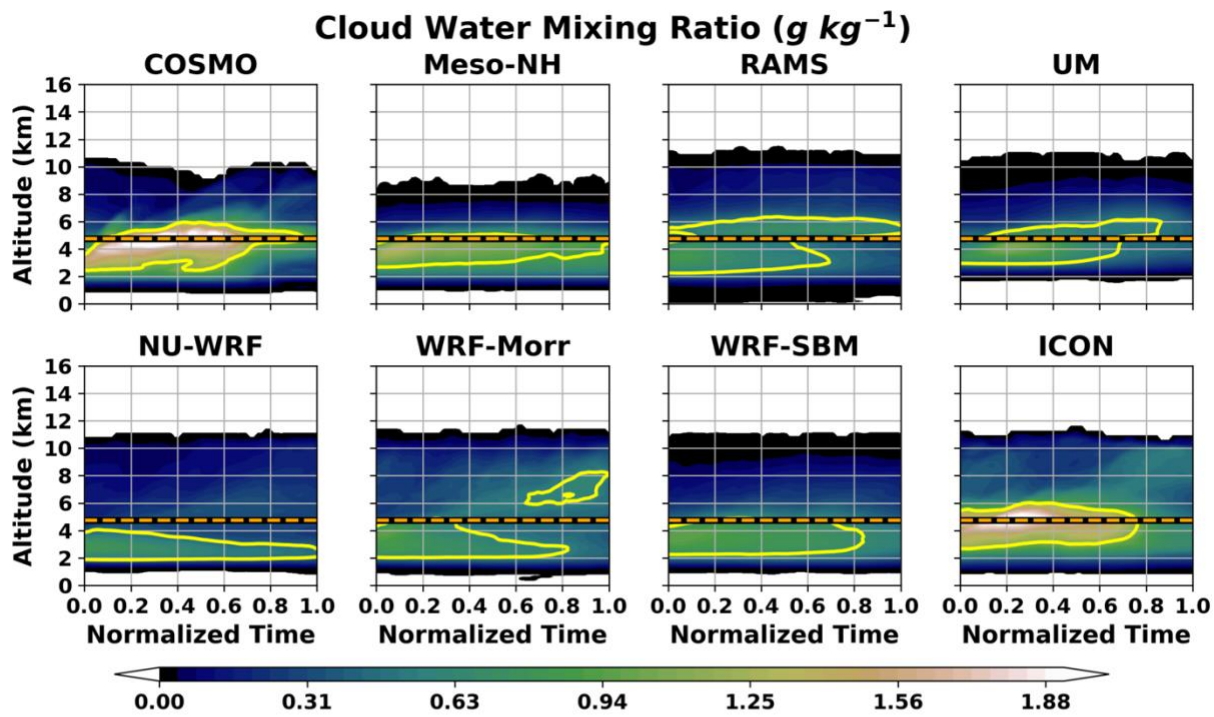 Cloud Water Mixing Ratio (g kg⁻¹)
COSMO Meso-NH RAMS UM
Altitude (km)
16
14
12
10
8
6
4
2
0
NU-WRF WRF-Morr WRF-SBM ICON
Altitude (km)
16
14
12
10
8
6
4
2
0
0.0 0.2 0.4 0.6 0.8 1.0 0.0 0.2 0.4 0.6 0.8 1.0 0.0 0.2 0.4 0.6 0.8 1.0 0.0 0.2 0.4 0.6 0.8 1.0
Normalized Time Normalized Time Normalized Time Normalized Time
0.00 0.31 0.63 0.94 1.25 1.56 1.88